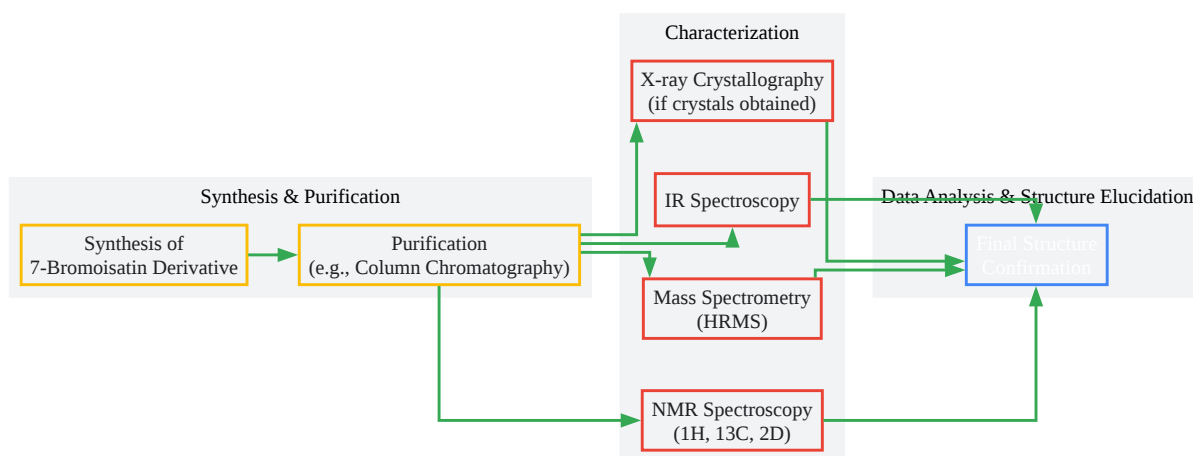 Characterization
X-ray Crystallography
(if crystals obtained)
Synthesis & Purification
Data Analysis & Structure Elucidation
IR Spectroscopy
Synthesis of
7-Bromoisatin Derivative
Purification
(e.g., Column Chromatography)
Final Structure
Confirmation
Mass Spectrometry
(HRMS)
NMR Spectroscopy
(1H, 13C, 2D)